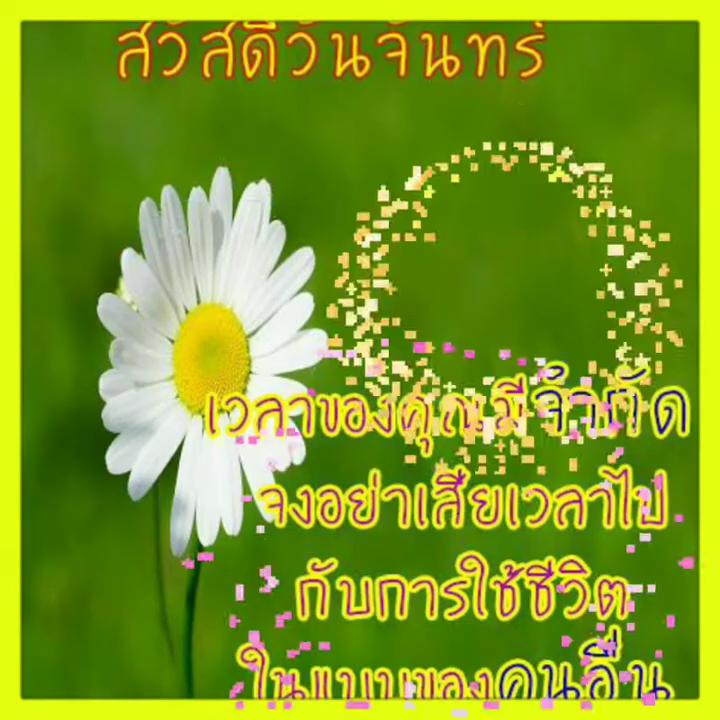 สวัสดีวันจันทร์
เวลาของคุณมีจำกัด
จงอย่าเสียเวลาไป
กับการใช้ชีวิต
ในแบบของคนอื่น